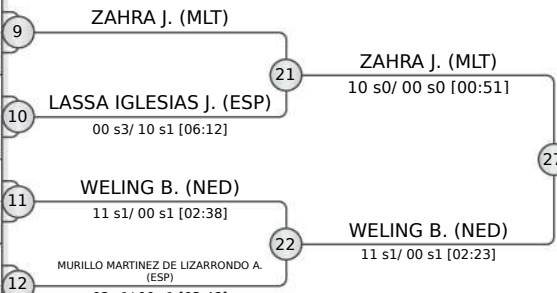 9
ZAHRA J. (MLT)
21
ZAHRA J. (MLT)
10 s0/ 00 s0 [00:51]
10
LASSA IGLESIAS J. (ESP)
00 s3/ 10 s1 [06:12]
11
WELING B. (NED)
11 s1/ 00 s1 [02:38]
22
WELING B. (NED)
11 s1/ 00 s1 [02:23]
12
MURILLO MARTINEZ DE LIZARRONDO A.
(ESP)